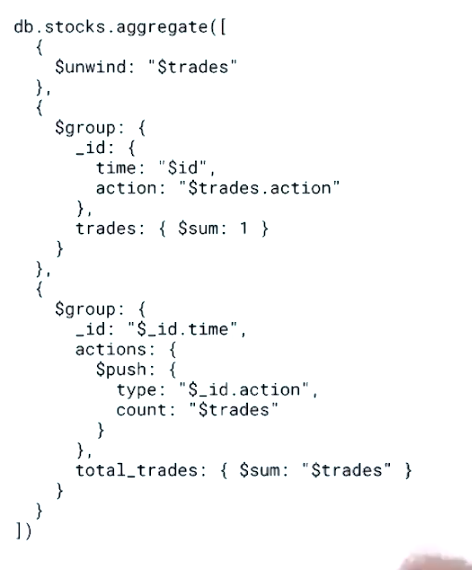 db.stocks.aggregate([
  {
    $unwind: "$trades"
  },
  {
    $group: {
      _id: {
        time: "$id",
        action: "$trades.action"
      },
      trades: { $sum: 1 }
    }
  },
  {
    $group: {
      _id: "$_id.time",
      actions: {
        $push: {
          type: "$_id.action",
          count: "$trades"
        }
      },
      total_trades: { $sum: "$trades" }
    }
  }
])